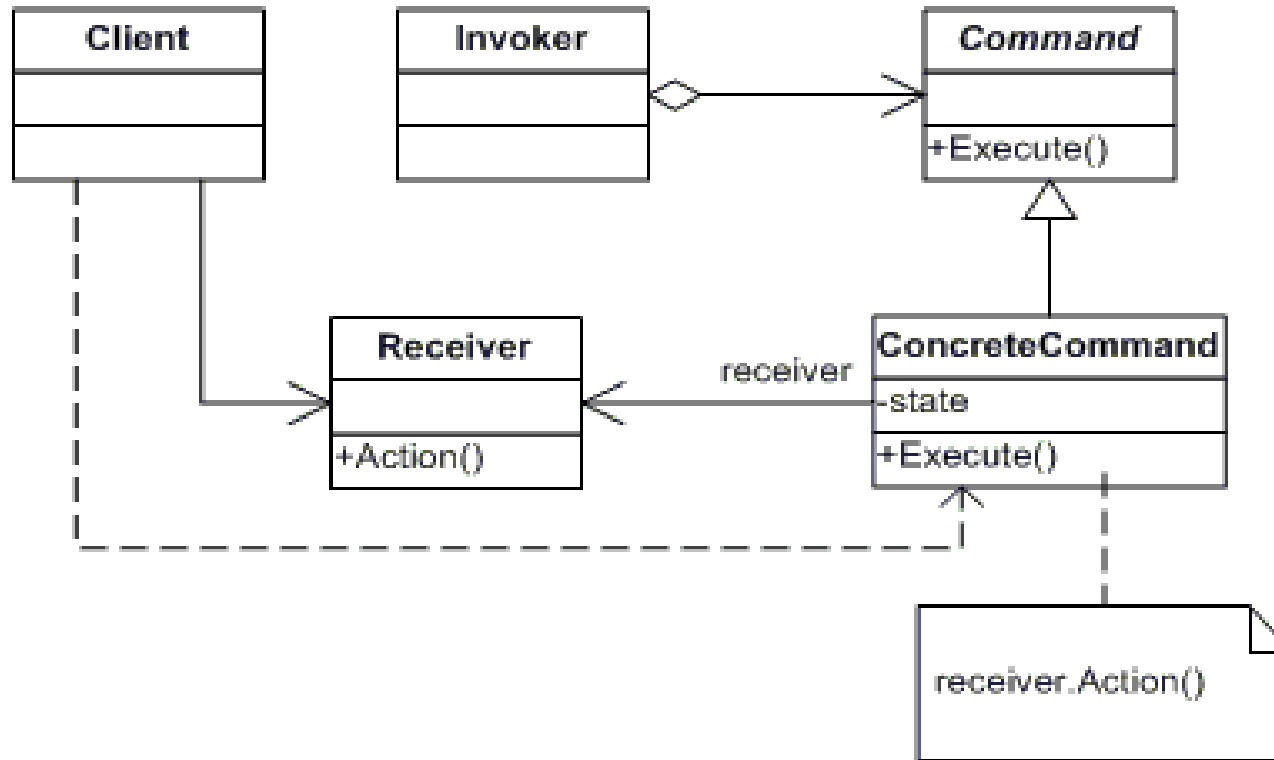 Client
Invoker
Command
+Execute()
Receiver
+Action()
receiver
ConcreteCommand
-state
+Execute()
receiver.Action()